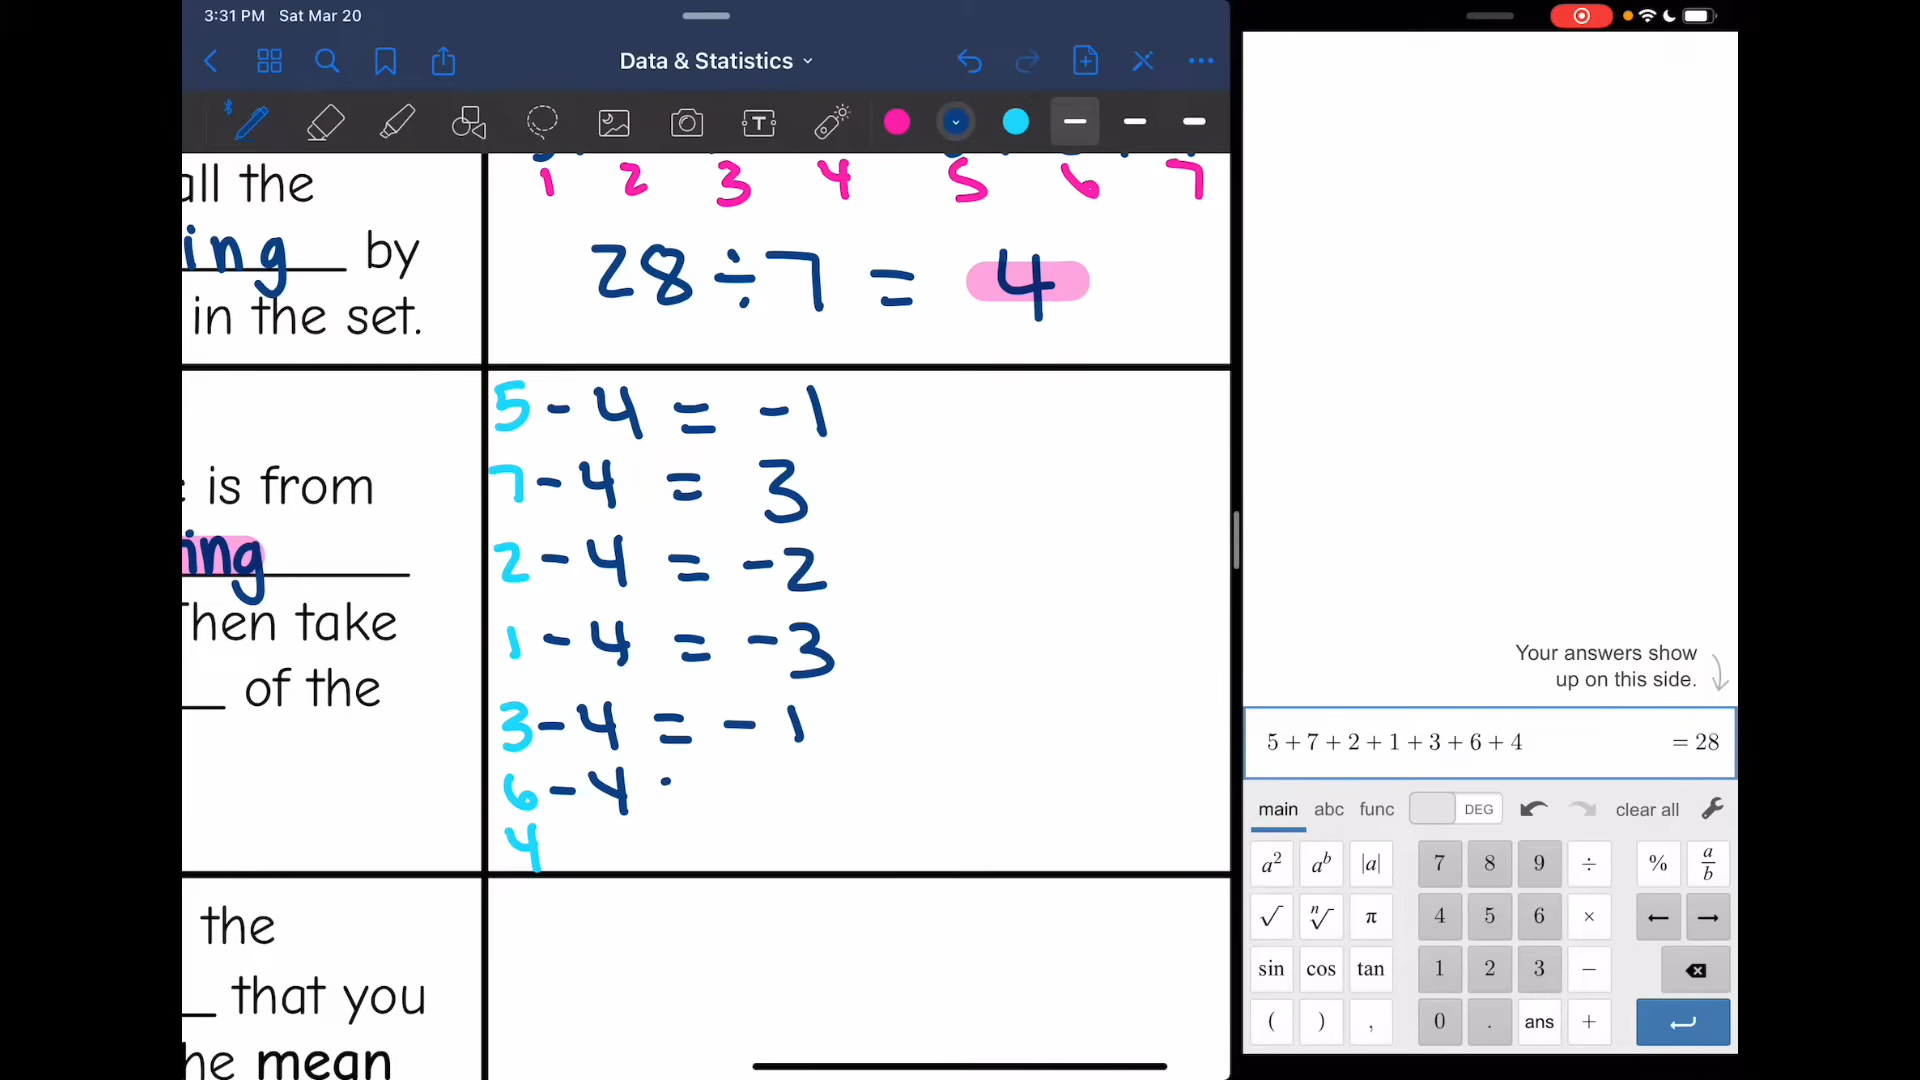 3:31 PM Sat Mar 20
Data & Statistics
T
all the
ing by
in the set.
1 2 3 4 5 6 7
28 ÷ 7 = 4
is from
ing
Then take
of the
5 - 4 = -1
7 - 4 = 3
2 - 4 = -2
1 - 4 = -3
3 - 4 = - 1
6 - 4
4
the
that you
he mean
Your answers show
up on this side.
5 + 7 + 2 + 1 + 3 + 6 + 4 = 28
main abc func DEG clear all
a² aᵇ |a| 7 8 9 ÷ % a/b
√ ⁿ√ π 4 5 6 × ← →
sin cos tan 1 2 3 −
( ) , 0 . ans +